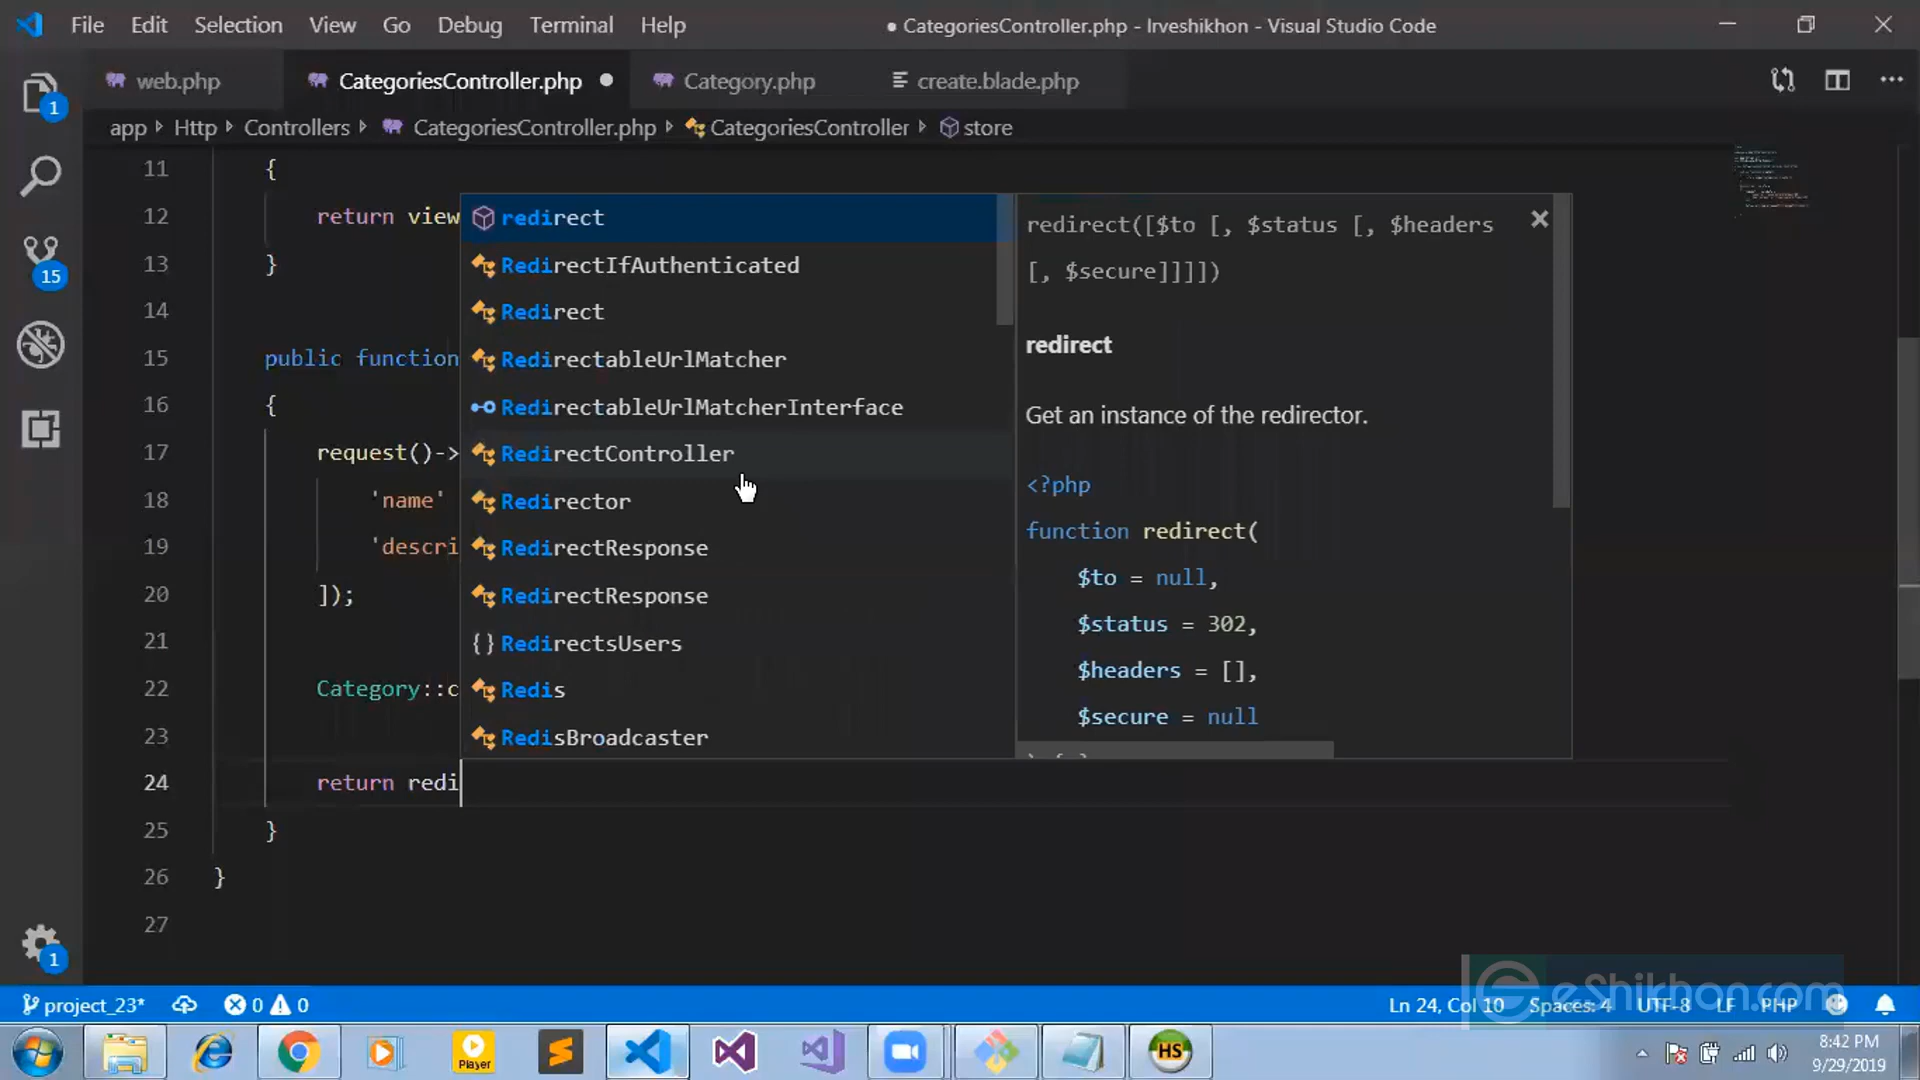 File Edit Selection View Go Debug Terminal Help
● CategoriesController.php - Irveshikhon - Visual Studio Code
web.php CategoriesController.php ● Category.php create.blade.php
app Http Controllers CategoriesController.php CategoriesController store
1
15
1
11 {
12 return view
13 }
14
15 public function
16 {
17 request()->
18 'name'
19 'descri
20 ]);
21
22 Category::c
23
24 return redi
25 }
26 }
27
redirect
RedirectIfAuthenticated
Redirect
RedirectableUrlMatcher
RedirectableUrlMatcherInterface
RedirectController
Redirector
RedirectResponse
RedirectResponse
{} RedirectsUsers
Redis
RedisBroadcaster
redirect([$to [, $status [, $headers
[, $secure]]]])
redirect
Get an instance of the redirector.
<?php
function redirect(
$to = null,
$status = 302,
$headers = [],
$secure = null
eShikhon.com
project_23* 0 0 Ln 24, Col 10 Spaces: 4 UTF-8 LF PHP
Player
HS
8:42 PM
9/29/2019